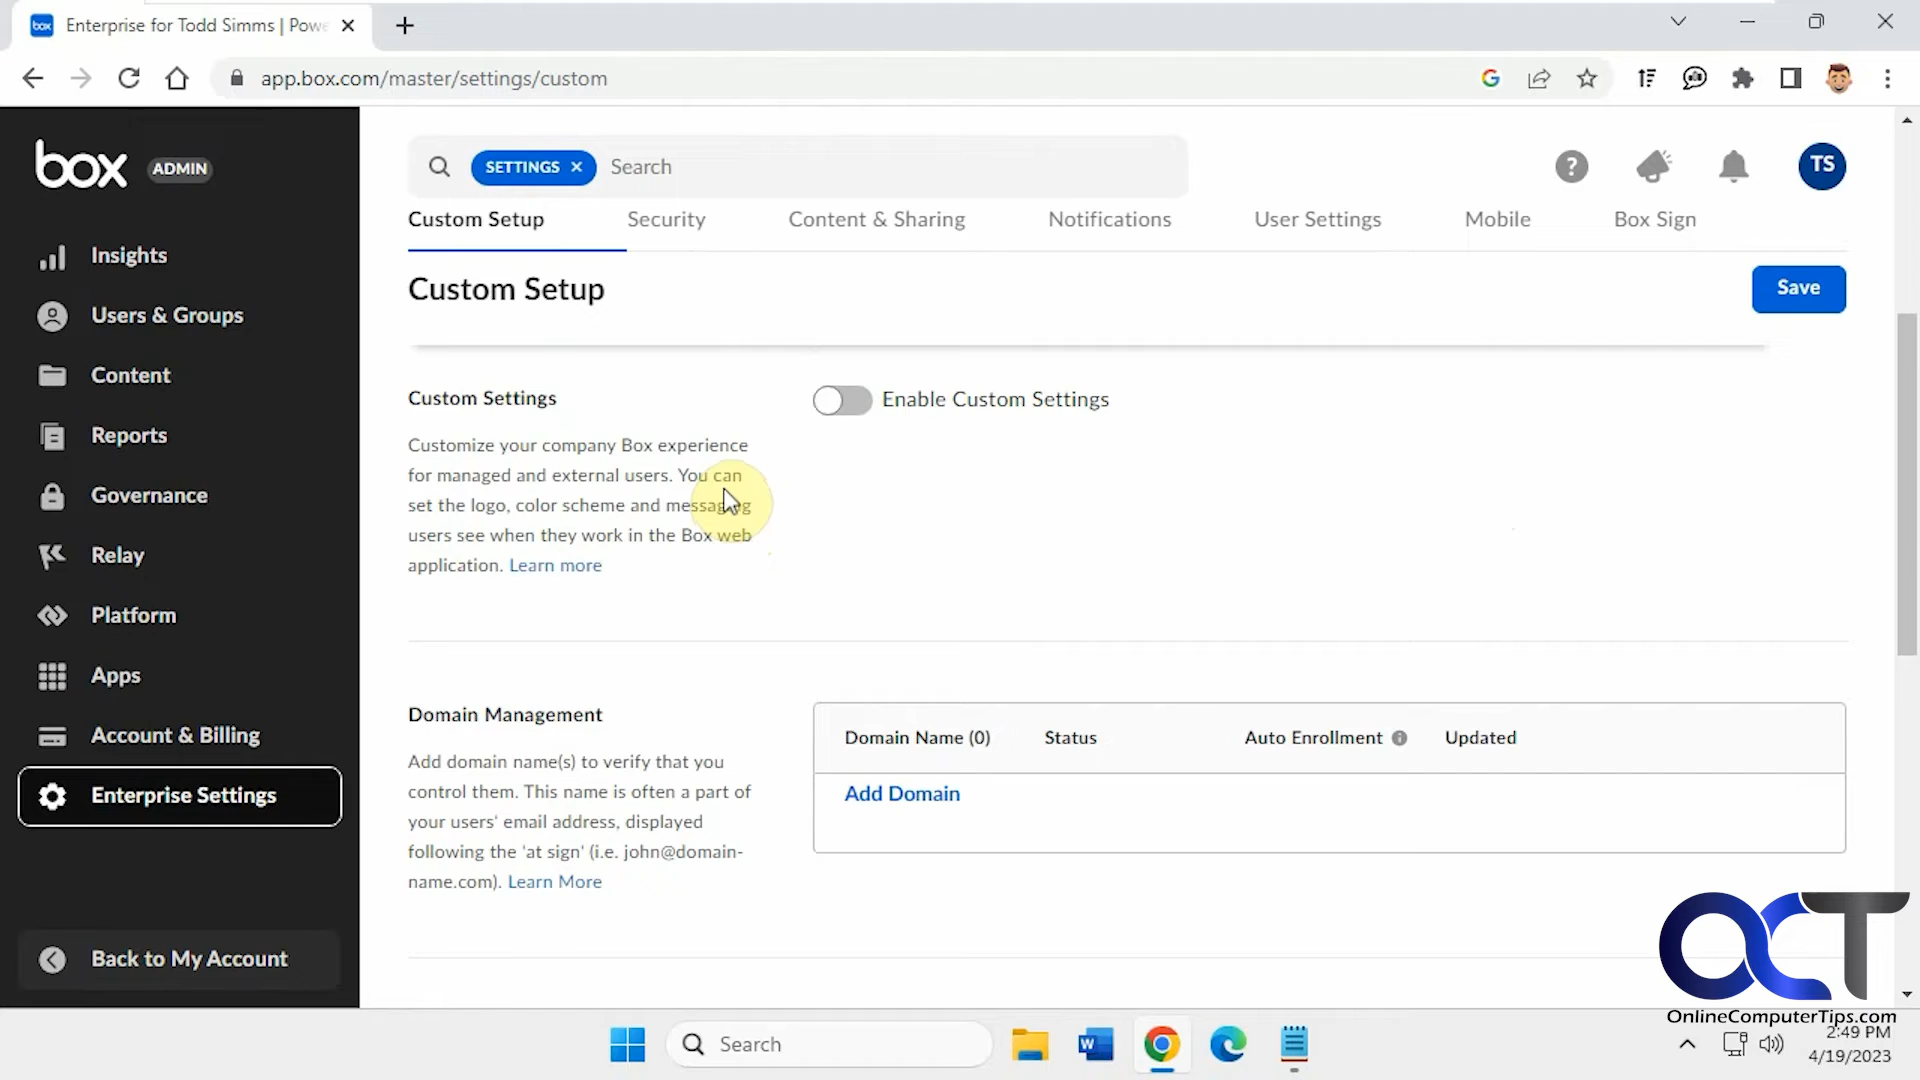 box
Enterprise for Todd Simms | Powe
app.box.com/master/settings/custom
box ADMIN
SETTINGS × Search
TS
Insights
Users & Groups
Content
Reports
Governance
Relay
Platform
Apps
Account & Billing
Enterprise Settings
Back to My Account
Custom Setup Security Content & Sharing Notifications User Settings Mobile Box Sign
Custom Setup
Save
Custom Settings
Enable Custom Settings
Customize your company Box experience
for managed and external users. You can
set the logo, color scheme and messaging
users see when they work in the Box web
application. Learn more
Domain Management
Add domain name(s) to verify that you
control them. This name is often a part of
your users' email address, displayed
following the 'at sign' (i.e. john@domain-
name.com). Learn More
Domain Name (0) Status Auto Enrollment Updated
Add Domain
OCT
OnlineComputerTips.com
Search
W
2:49 PM
4/19/2023